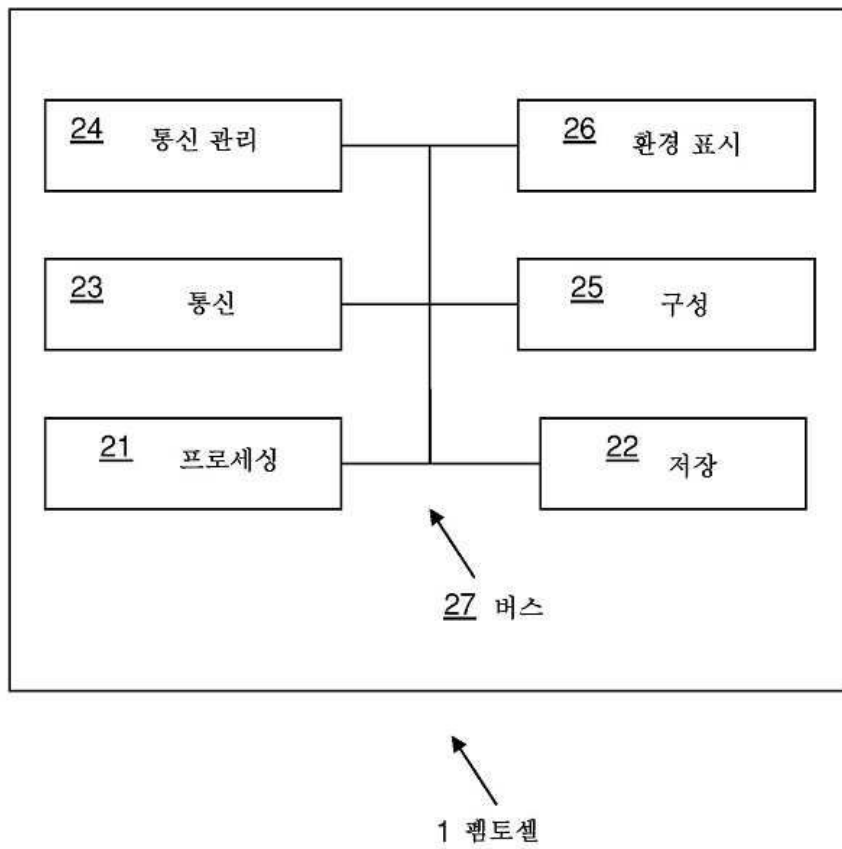 24 통신 관리
26 환경 표시
23 통신
25 구성
21 프로세싱
22 저장
27 버스
1 펨토셀